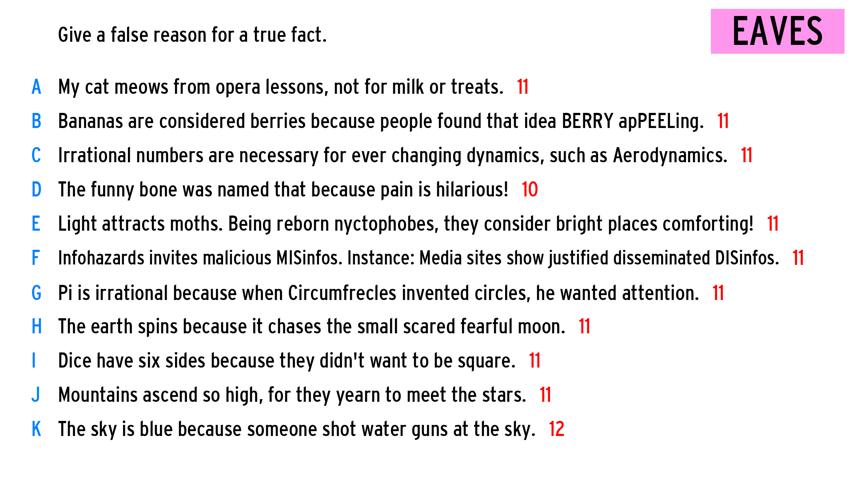 Give a false reason for a true fact.
EAVES
A My cat meows from opera lessons, not for milk or treats. 11
B Bananas are considered berries because people found that idea BERRY apPEELing. 11
C Irrational numbers are necessary for ever changing dynamics, such as Aerodynamics. 11
D The funny bone was named that because pain is hilarious! 10
E Light attracts moths. Being reborn nyctophobes, they consider bright places comforting! 11
F Infohazards invites malicious MISinfos. Instance: Media sites show justified disseminated DISinfos. 11
G Pi is irrational because when Circumfrecles invented circles, he wanted attention. 11
H The earth spins because it chases the small scared fearful moon. 11
I Dice have six sides because they didn't want to be square. 11
J Mountains ascend so high, for they yearn to meet the stars. 11
K The sky is blue because someone shot water guns at the sky. 12